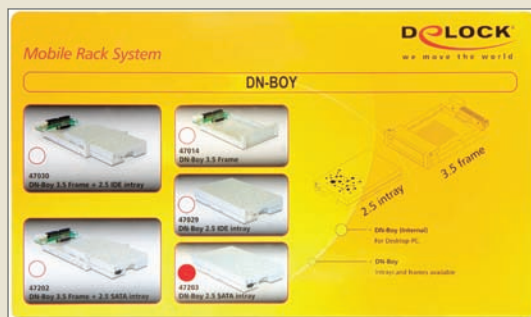 DELOCK
we move the world
Mobile Rack System
DN-BOY
47030
DN-Boy 3.5 Frame + 2.5 IDE intray
47014
DN-Boy 3.5 Frame
47029
DN-Boy 2.5 IDE intray
47202
DN-Boy 3.5 Frame + 2.5 SATA intray
47203
DN-Boy 2.5 SATA intray
2.5 intray
3.5 frame
DN-Boy (Internal)
For Desktop PC
DN-Boy
Intrays and frames available